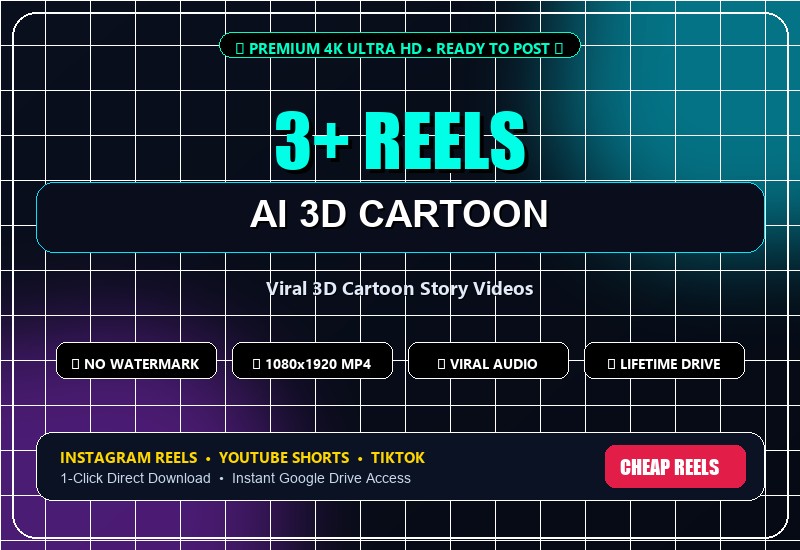 PREMIUM 4K ULTRA HD • READY TO POST
3+ REELS
AI 3D CARTOON
Viral 3D Cartoon Story Videos
NO WATERMARK
1080x1920 MP4
VIRAL AUDIO
LIFETIME DRIVE
INSTAGRAM REELS • YOUTUBE SHORTS • TIKTOK
1-Click Direct Download • Instant Google Drive Access
CHEAP REELS